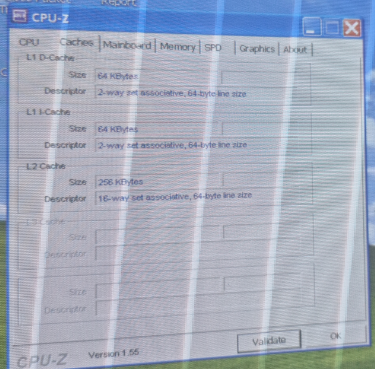 Report
CPU-Z
CPU Caches Mainboard Memory SPD Graphics About
L1 D-Cache
Size 64 KBytes
Descriptor 2-way set associative, 64-byte line size
L1 I-Cache
Size 64 KBytes
Descriptor 2-way set associative, 64-byte line size
L2 Cache
Size 256 KBytes
Descriptor 16-way set associative, 64-byte line size
L3 Cache
Size
Descriptor
Size
Descriptor
CPU-Z Version 1.55 Validate OK